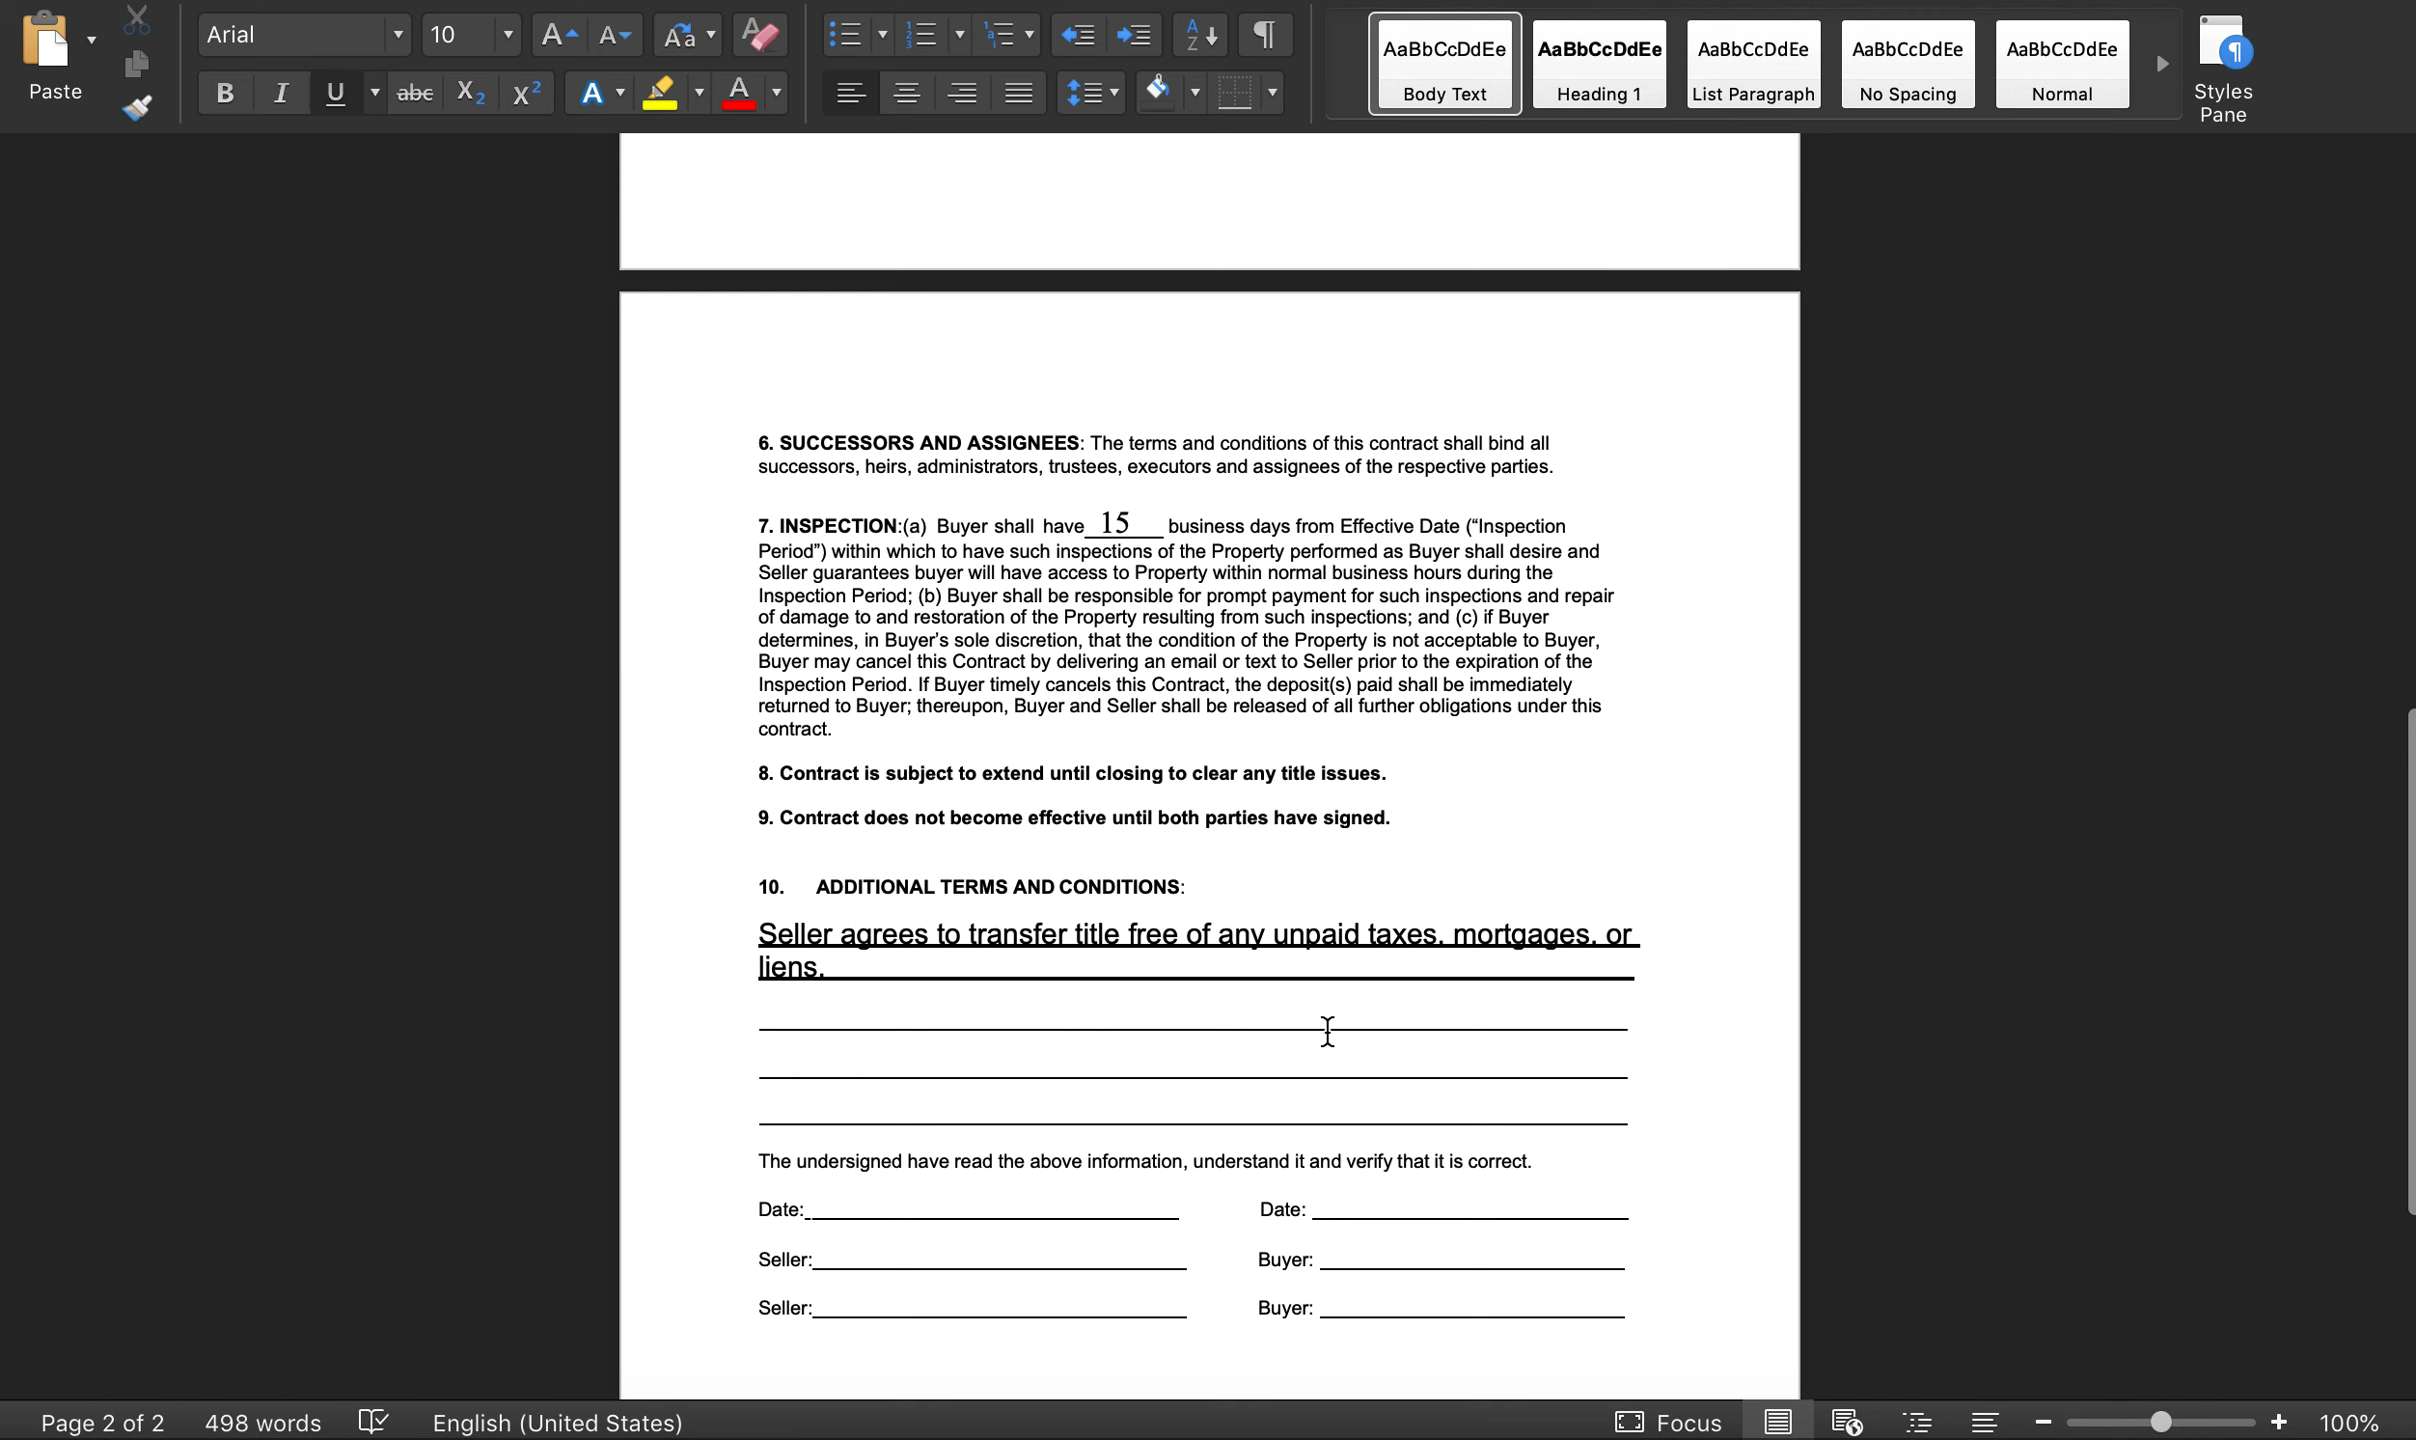 Arial 10
Paste
AaBbCcDdEe AaBbCcDdEe AaBbCcDdEe AaBbCcDdEe AaBbCcDdEe
Body Text Heading 1 List Paragraph No Spacing Normal
Styles
Pane
6. SUCCESSORS AND ASSIGNEES: The terms and conditions of this contract shall bind all
successors, heirs, administrators, trustees, executors and assignees of the respective parties.
7. INSPECTION:(a) Buyer shall have 15 business days from Effective Date (“Inspection
Period”) within which to have such inspections of the Property performed as Buyer shall desire and
Seller guarantees buyer will have access to Property within normal business hours during the
Inspection Period; (b) Buyer shall be responsible for prompt payment for such inspections and repair
of damage to and restoration of the Property resulting from such inspections; and (c) if Buyer
determines, in Buyer’s sole discretion, that the condition of the Property is not acceptable to Buyer,
Buyer may cancel this Contract by delivering an email or text to Seller prior to the expiration of the
Inspection Period. If Buyer timely cancels this Contract, the deposit(s) paid shall be immediately
returned to Buyer; thereupon, Buyer and Seller shall be released of all further obligations under this
contract.
8. Contract is subject to extend until closing to clear any title issues.
9. Contract does not become effective until both parties have signed.
10. ADDITIONAL TERMS AND CONDITIONS:
Seller agrees to transfer title free of any unpaid taxes, mortgages, or
liens.
The undersigned have read the above information, understand it and verify that it is correct.
Date: Date:
Seller: Buyer:
Seller: Buyer:
Page 2 of 2 498 words English (United States) Focus 100%